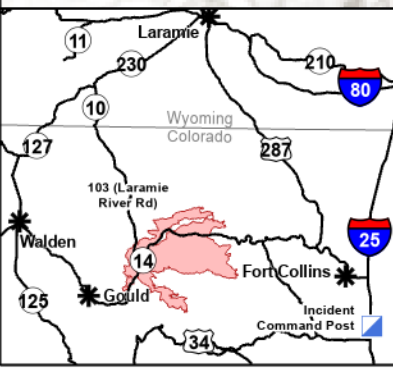 Laramie
11
230
210
80
10
Wyoming
Colorado
127
287
103 (Laramie
River Rd)
25
Walden
14
Fort Collins
Gould
125
Incident
Command Post
34